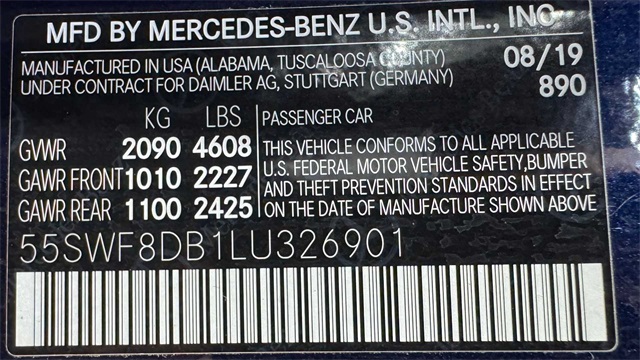 MFD BY MERCEDES-BENZ U.S. INTL., INC.
MANUFACTURED IN USA (ALABAMA, TUSCALOOSA COUNTY) 08/19
UNDER CONTRACT FOR DAIMLER AG, STUTTGART (GERMANY) 890
KG LBS PASSENGER CAR
GVWR 2090 4608 THIS VEHICLE CONFORMS TO ALL APPLICABLE
U.S. FEDERAL MOTOR VEHICLE SAFETY,BUMPER
GAWR FRONT 1010 2227 AND THEFT PREVENTION STANDARDS IN EFFECT
GAWR REAR 1100 2425 ON THE DATE OF MANUFACTURE SHOWN ABOVE
55SWF8DB1LU326901